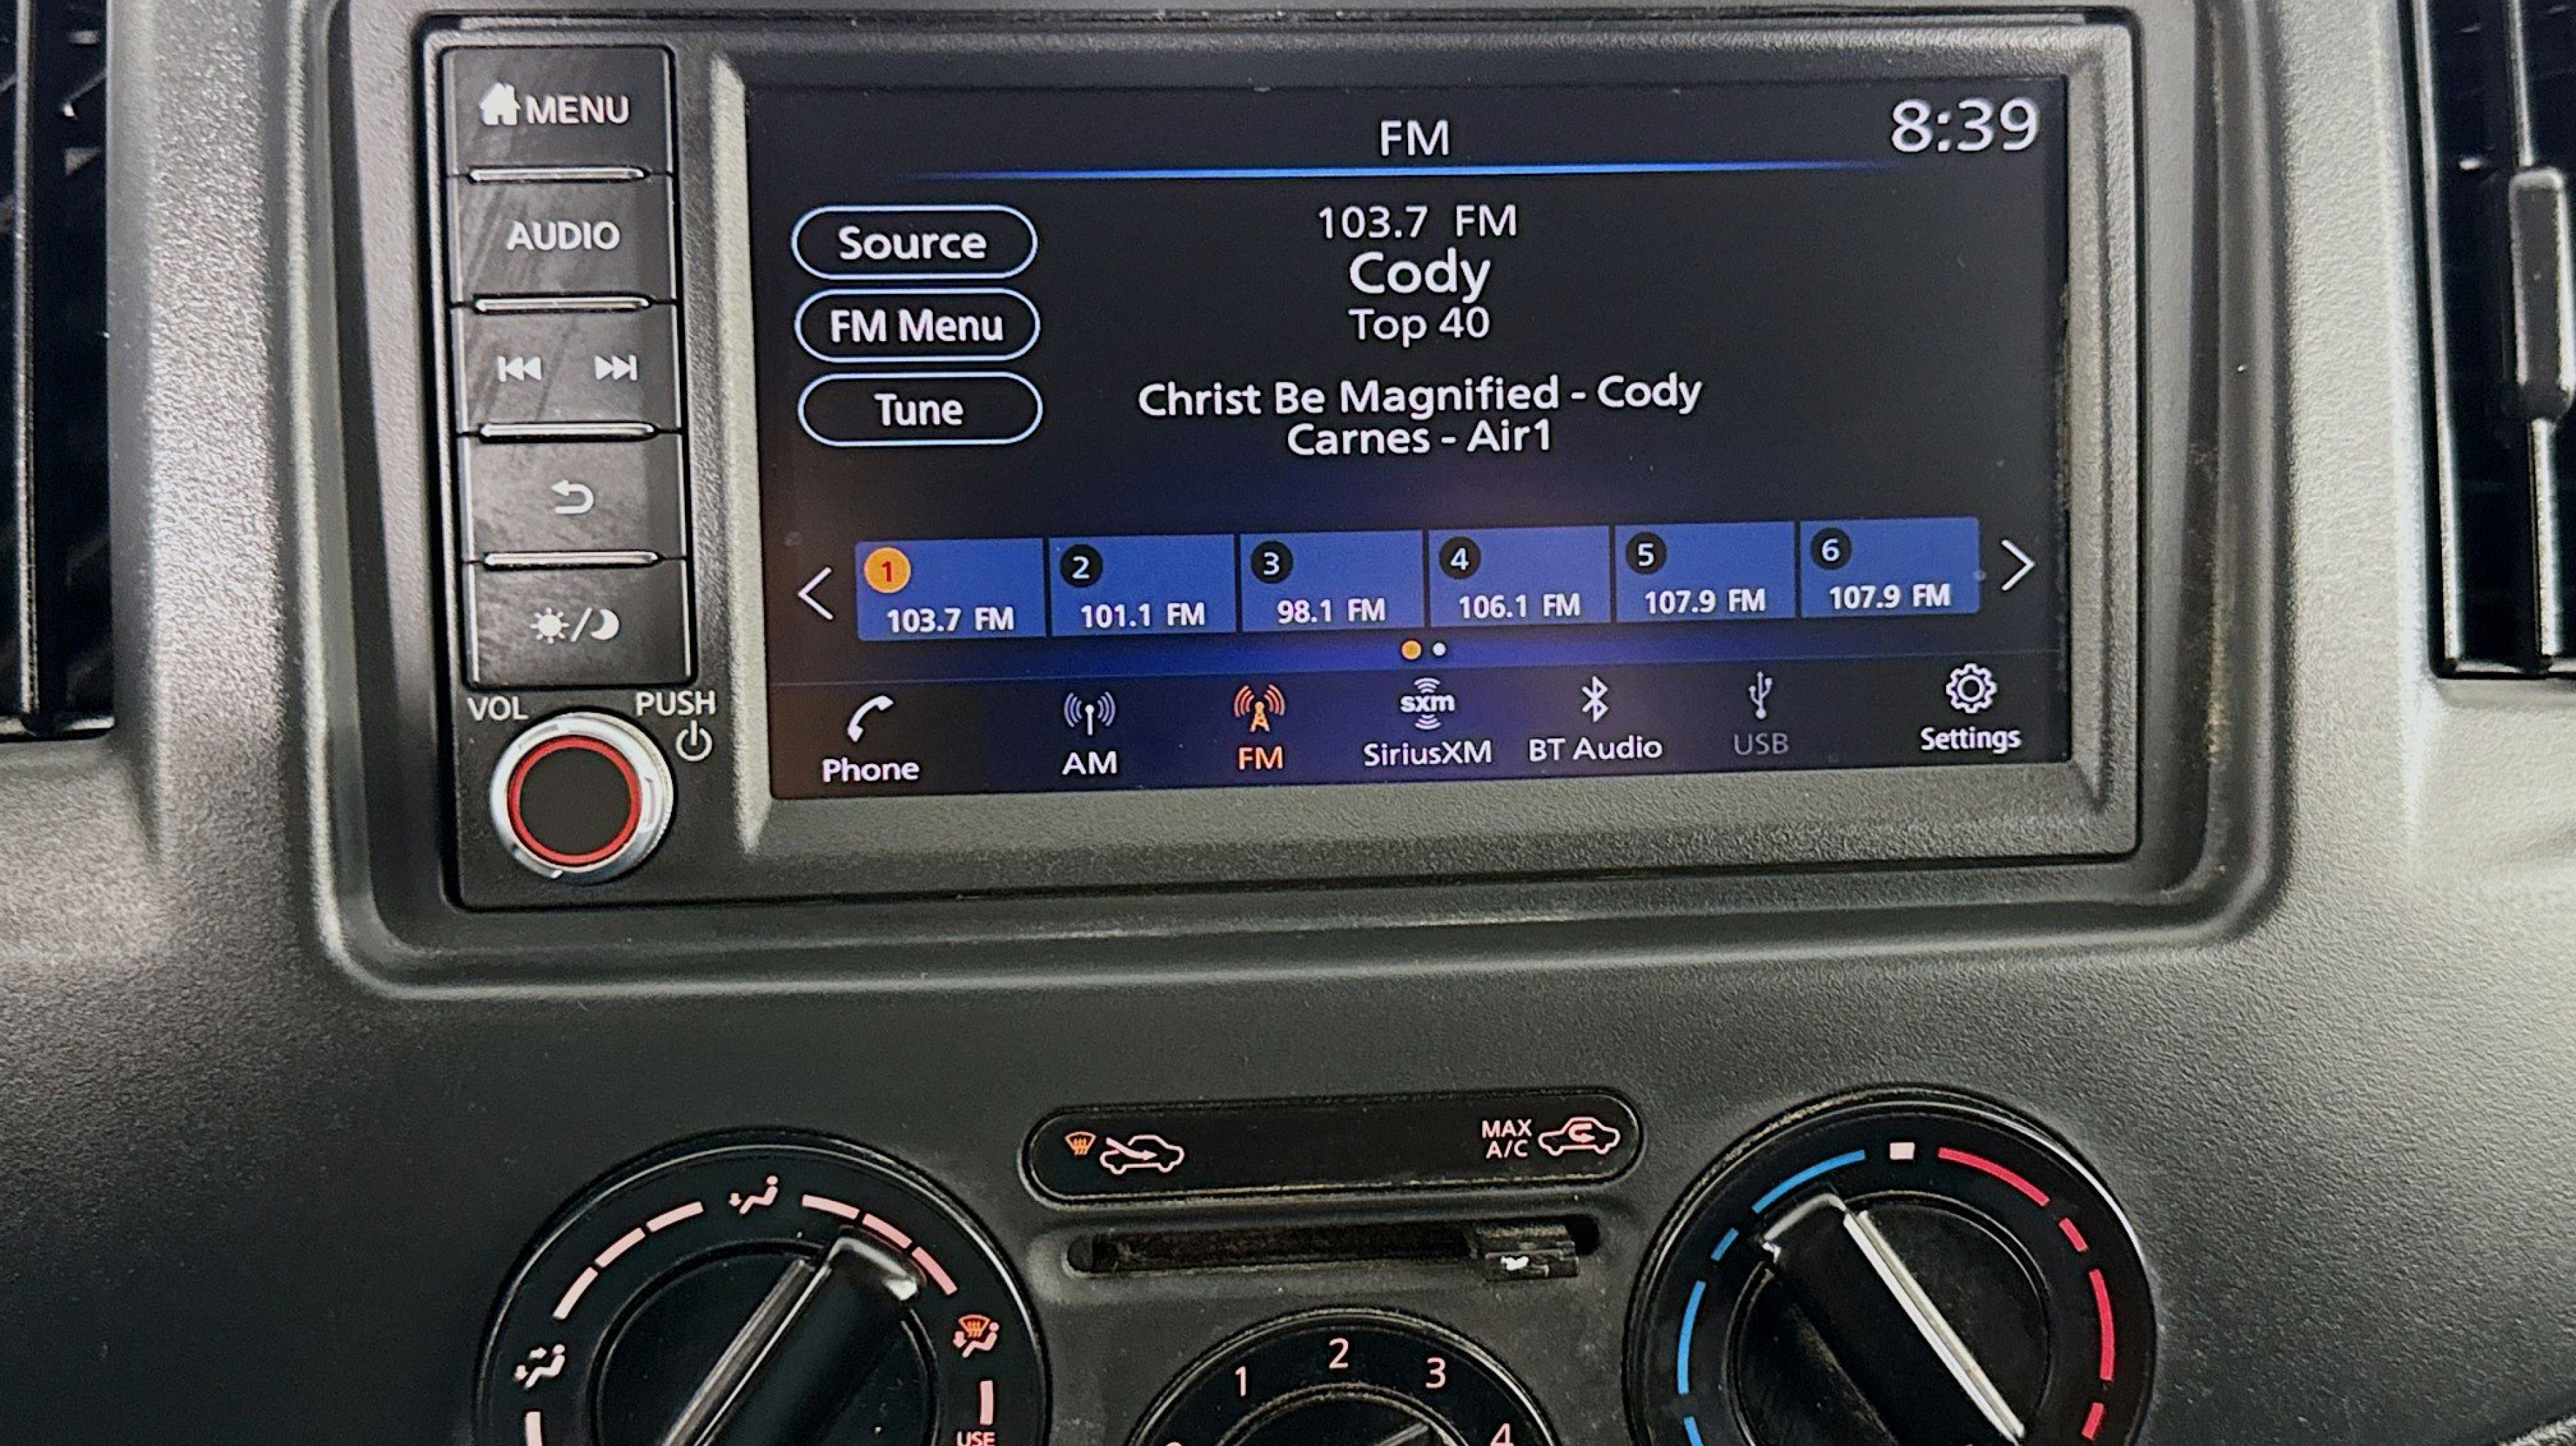 MENU
AUDIO
VOL
PUSH
FM
8:39
Source
FM Menu
Tune
103.7 FM
Cody
Top 40
Christ Be Magnified - Cody
Carnes - Air1
1
103.7 FM
2
101.1 FM
3
98.1 FM
4
106.1 FM
5
107.9 FM
6
107.9 FM
Phone
AM
FM
sxm
SiriusXM
BT Audio
USB
Settings
MAX
A/C
USE
1
2
3
4